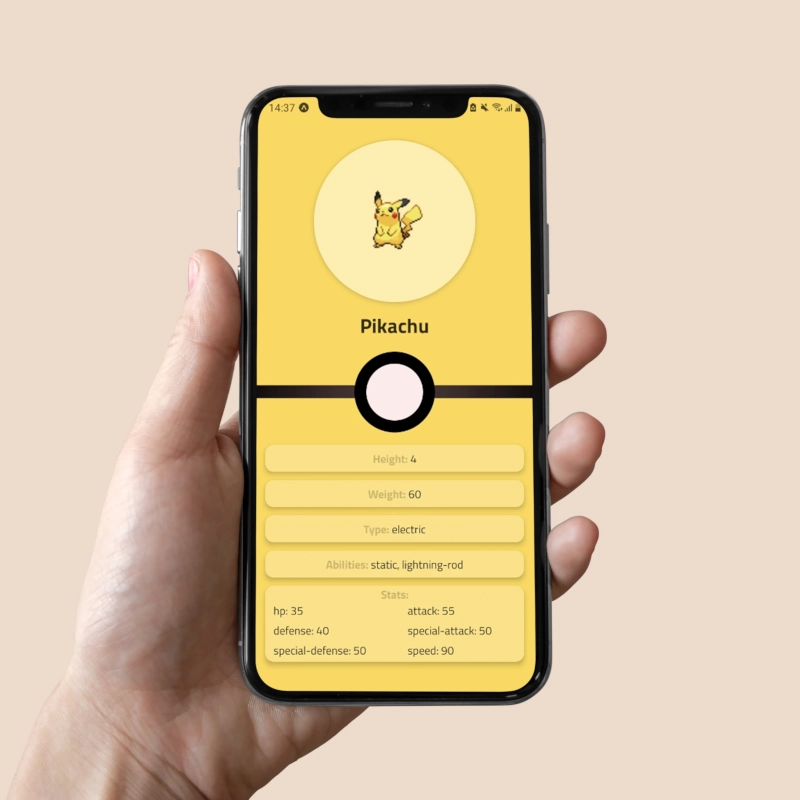 14:37
Pikachu
Height: 4
Weight: 60
Type: electric
Abilities: static, lightning-rod
Stats:
hp: 35 attack: 55
defense: 40 special-attack: 50
special-defense: 50 speed: 90